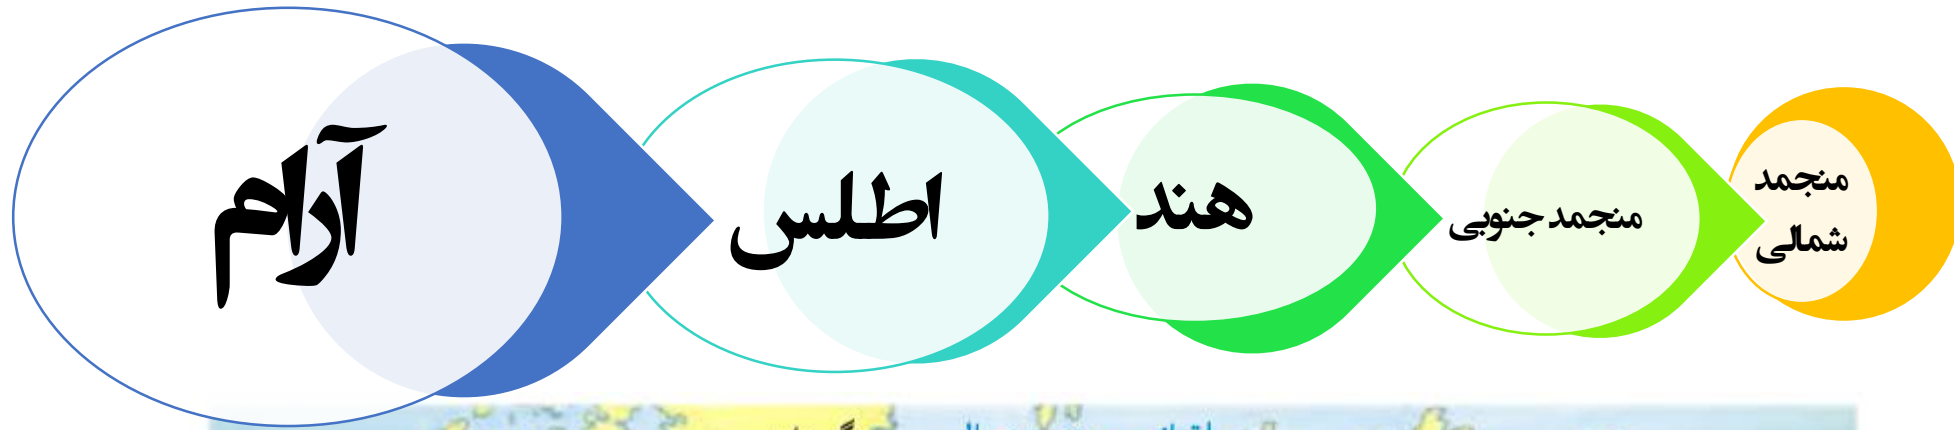 منجمد
شمالی
منجمد جنوبی
هند
اطلس
آرام